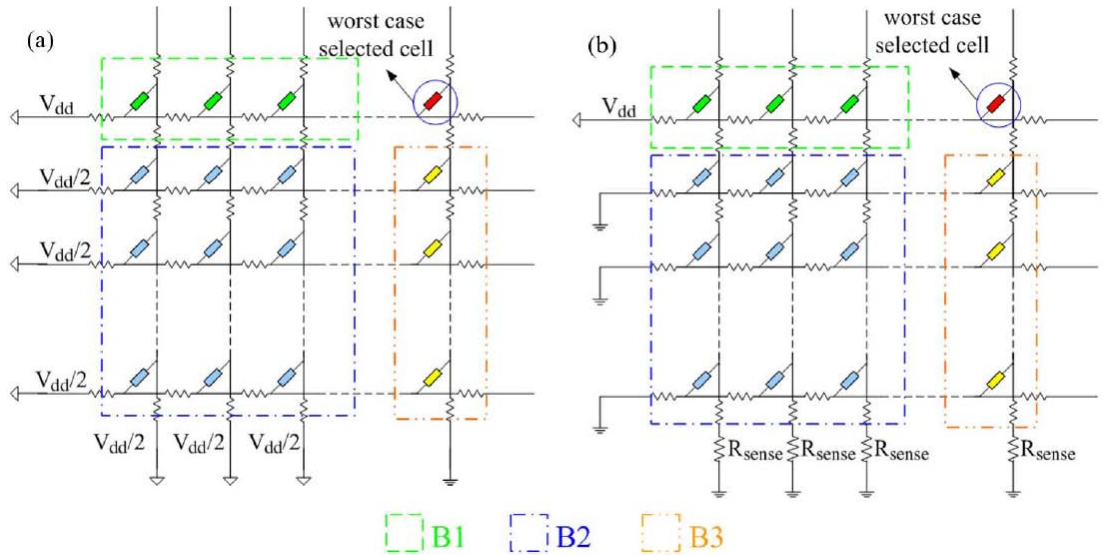 (a)
worst case
selected cell
V_dd
V_dd/2
V_dd/2
V_dd/2
V_dd/2 V_dd/2 V_dd/2
(b)
worst case
selected cell
V_dd
R_sense R_sense R_sense R_sense
B1 B2 B3